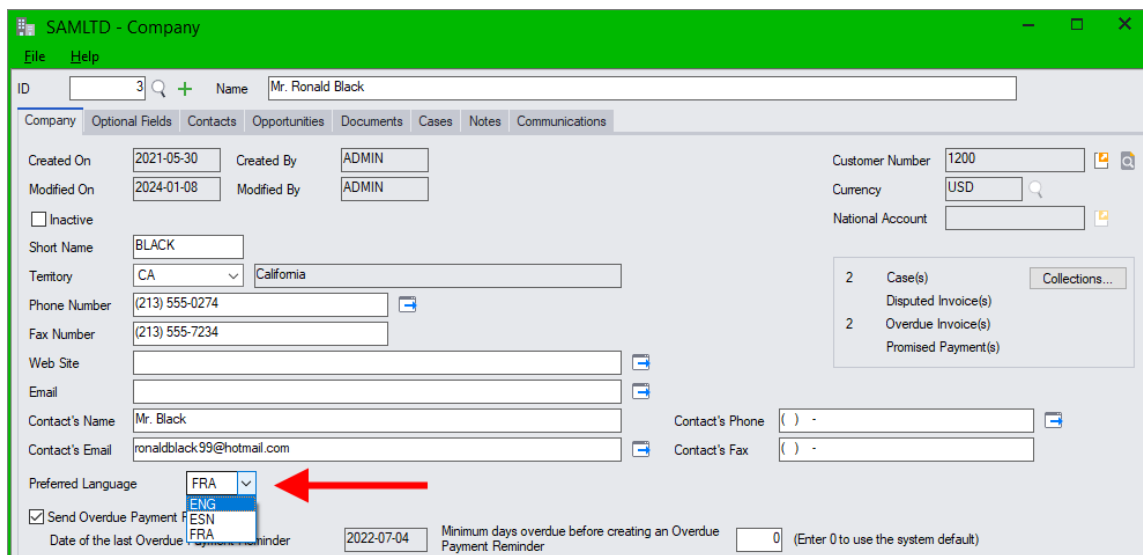 SAMLTD - Company
File Help
ID 3 Name Mr. Ronald Black
Company Optional Fields Contacts Opportunities Documents Cases Notes Communications
Created On 2021-05-30 Created By ADMIN Customer Number 1200
Modified On 2024-01-08 Modified By ADMIN Currency USD
Inactive National Account
Short Name BLACK
Territory CA California 2 Case(s) Collections...
Phone Number (213) 555-0274 Disputed Invoice(s)
Fax Number (213) 555-7234 2 Overdue Invoice(s)
Web Site Promised Payment(s)
Email
Contact's Name Mr. Black Contact's Phone ( ) -
Contact's Email ronaldblack99@hotmail.com Contact's Fax ( ) -
Preferred Language FRA
ENG
Send Overdue Payment ESN
FRA
Date of the last Overdue 2022-07-04 Minimum days overdue before creating an Overdue Payment Reminder 0 (Enter 0 to use the system default)